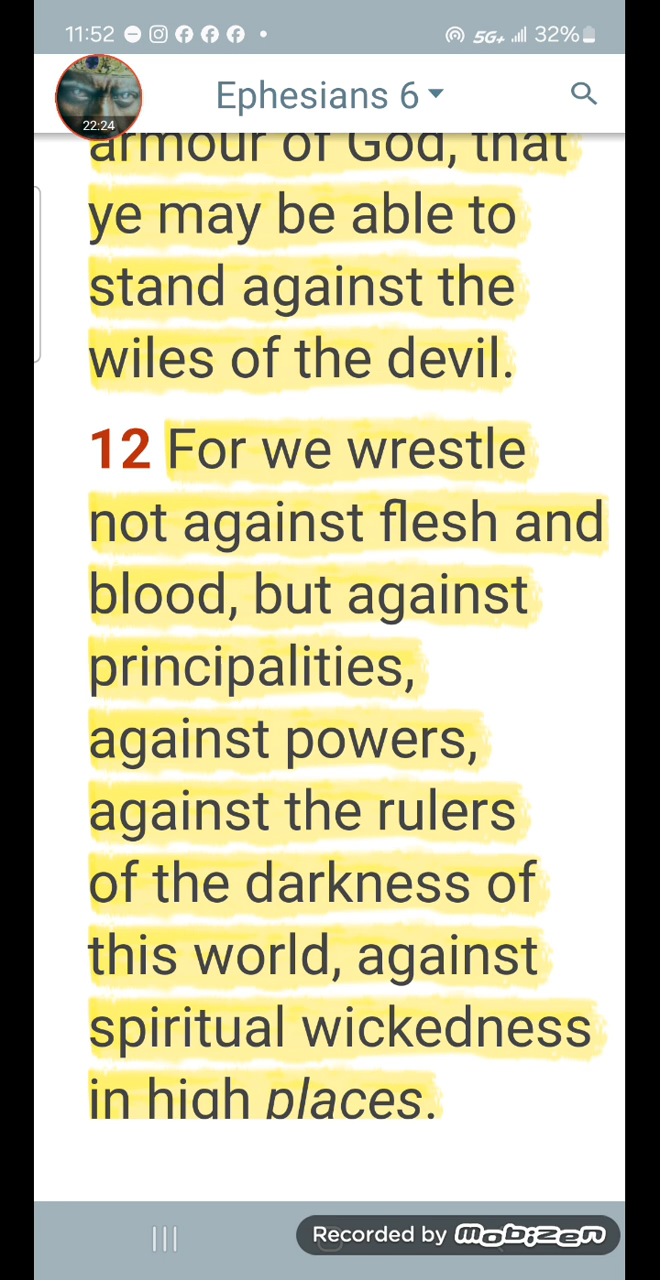 11:52 5G+ 32%
22:24
Ephesians 6
armour of God, that
ye may be able to
stand against the
wiles of the devil.
12 For we wrestle
not against flesh and
blood, but against
principalities,
against powers,
against the rulers
of the darkness of
this world, against
spiritual wickedness
in high places.
Recorded by mobizen